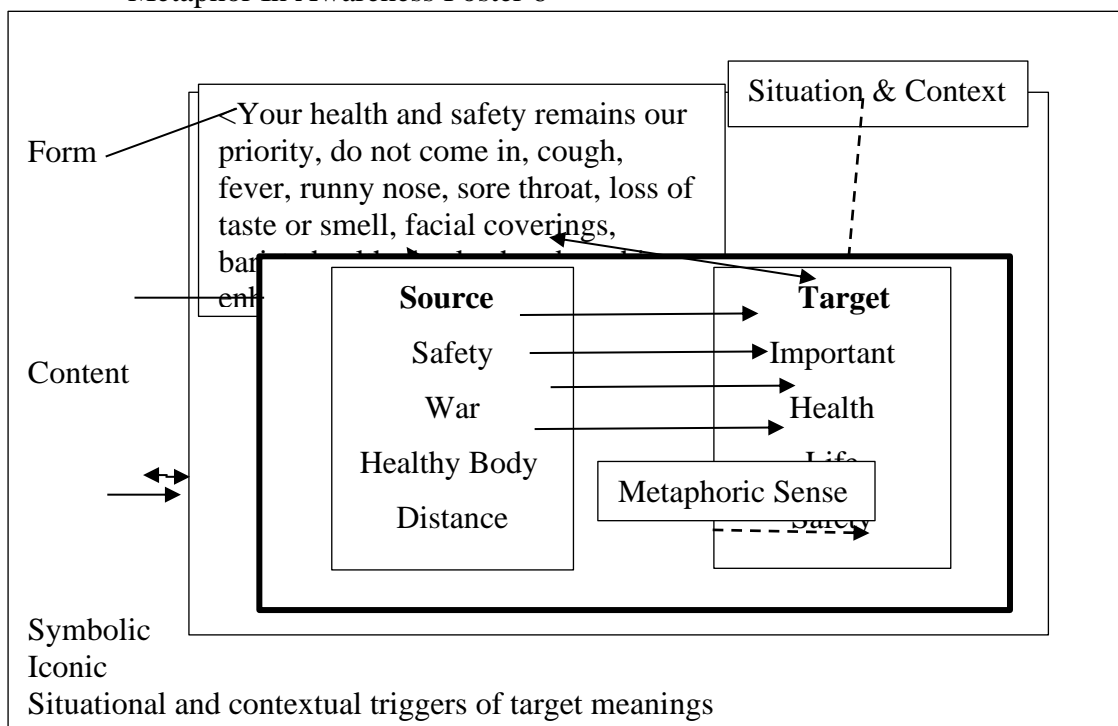 Metaphor in Awareness Poster 6
Situation & Context
Form
<Your health and safety remains our
priority, do not come in, cough,
fever, runny nose, sore throat, loss of
taste or smell, facial coverings,
Source
Safety
War
Healthy Body
Distance
Target
Important
Health
Life
Safety
Content
Metaphoric Sense
Symbolic
Iconic
Situational and contextual triggers of target meanings